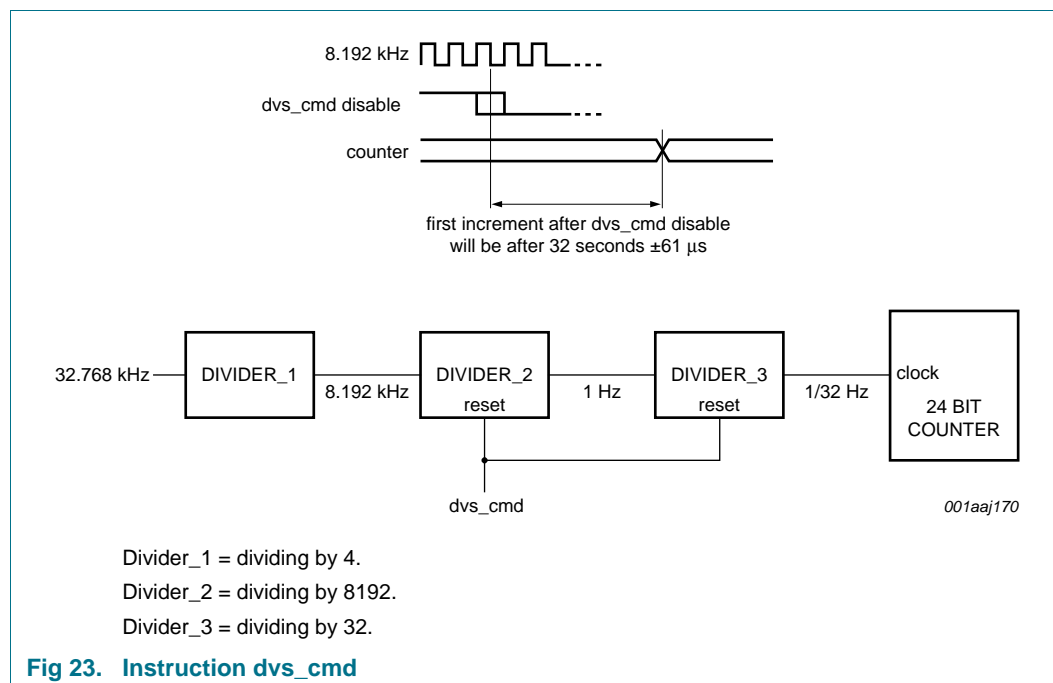 8.192 kHz
dvs_cmd disable
counter
first increment after dvs_cmd disable
will be after 32 seconds ±61 μs
32.768 kHz
DIVIDER_1
8.192 kHz
DIVIDER_2
reset
1 Hz
DIVIDER_3
reset
1/32 Hz
clock
24 BIT
COUNTER
dvs_cmd
001aaj170
Divider_1 = dividing by 4.
Divider_2 = dividing by 8192.
Divider_3 = dividing by 32.
Fig 23. Instruction dvs_cmd